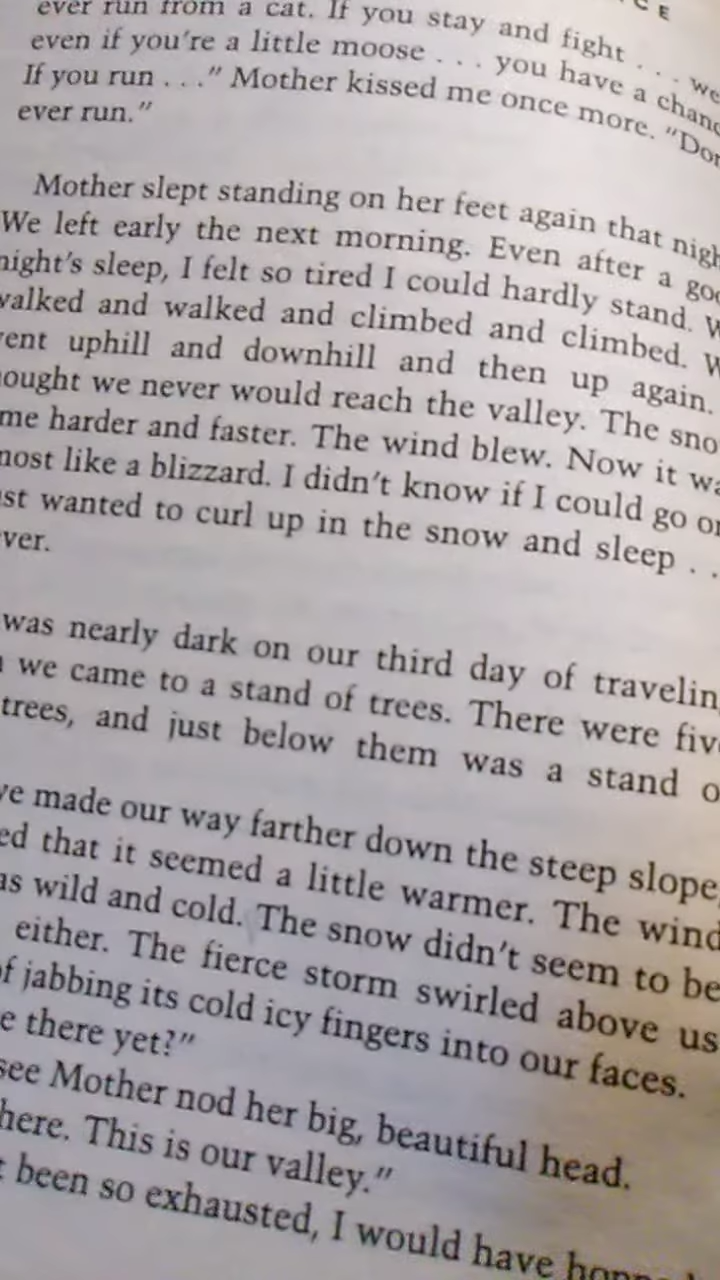 C E
ever run from a cat. If you stay and fight . . . we
even if you're a little moose . . . you have a chanc
If you run . . ." Mother kissed me once more. "Don
ever run."
Mother slept standing on her feet again that nigh
We left early the next morning. Even after a goo
night's sleep, I felt so tired I could hardly stand. W
walked and walked and climbed and climbed. W
vent uphill and downhill and then up again.
hought we never would reach the valley. The sno
me harder and faster. The wind blew. Now it wa
most like a blizzard. I didn't know if I could go on
ust wanted to curl up in the snow and sleep . .
ver.
was nearly dark on our third day of travelin
n we came to a stand of trees. There were five
trees, and just below them was a stand o
we made our way farther down the steep slope,
ed that it seemed a little warmer. The wind
as wild and cold. The snow didn't seem to be
either. The fierce storm swirled above us
of jabbing its cold icy fingers into our faces.
e there yet?"
see Mother nod her big, beautiful head.
here. This is our valley."
t been so exhausted, I would have hopped